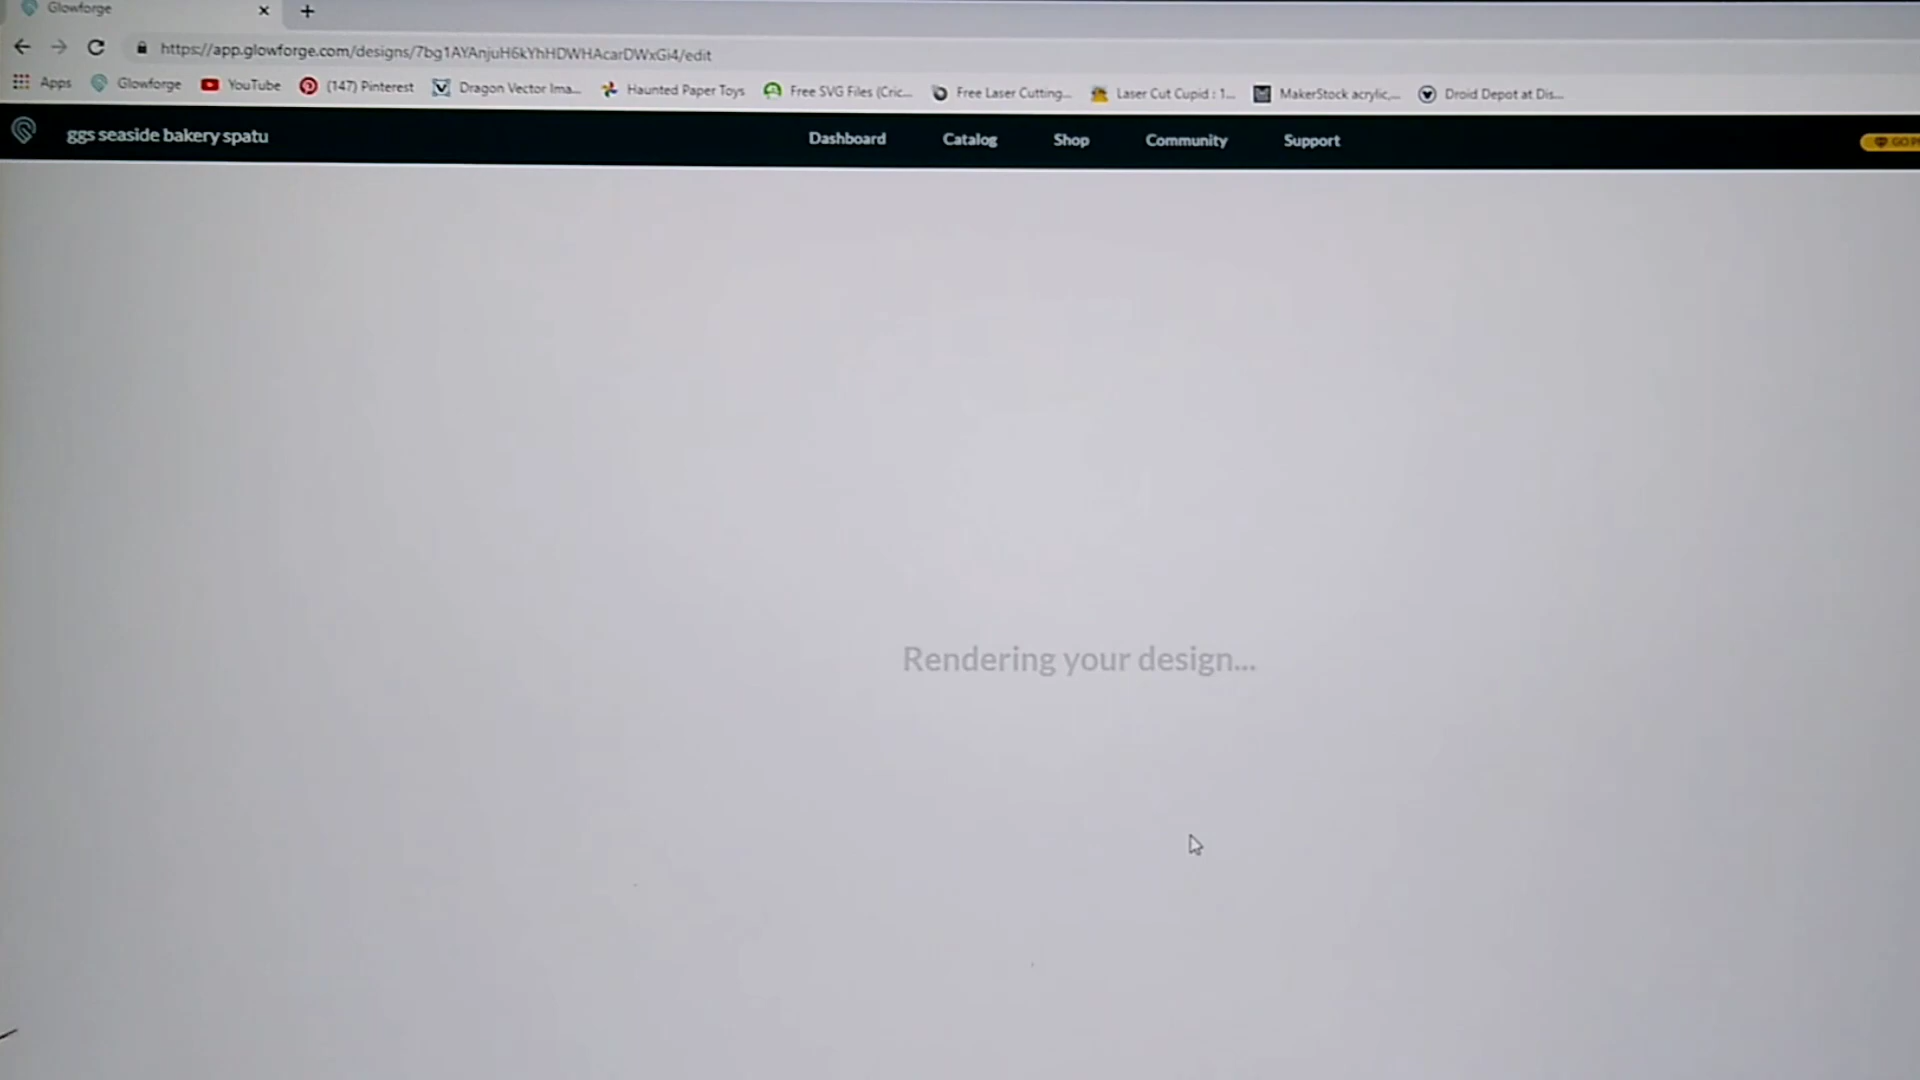 Glowforge
https://app.glowforge.com/designs/7bg1AYAnjuH6kYhHDWHAcarDWxGi4/edit
Apps Glowforge YouTube (147) Pinterest Dragon Vector Ima... Haunted Paper Toys Free SVG Files (Cric... Free Laser Cutting... Laser Cut Cupid : 1... MakerStock acrylic,... Droid Depot at Dis...
ggs seaside bakery spatu Dashboard Catalog Shop Community Support GO
Rendering your design...